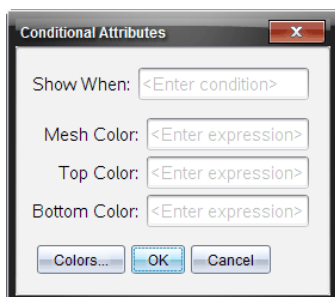 Conditional Attributes
Show When: <Enter condition>
Mesh Color: <Enter expression>
Top Color: <Enter expression>
Bottom Color: <Enter expression>
Colors... OK Cancel